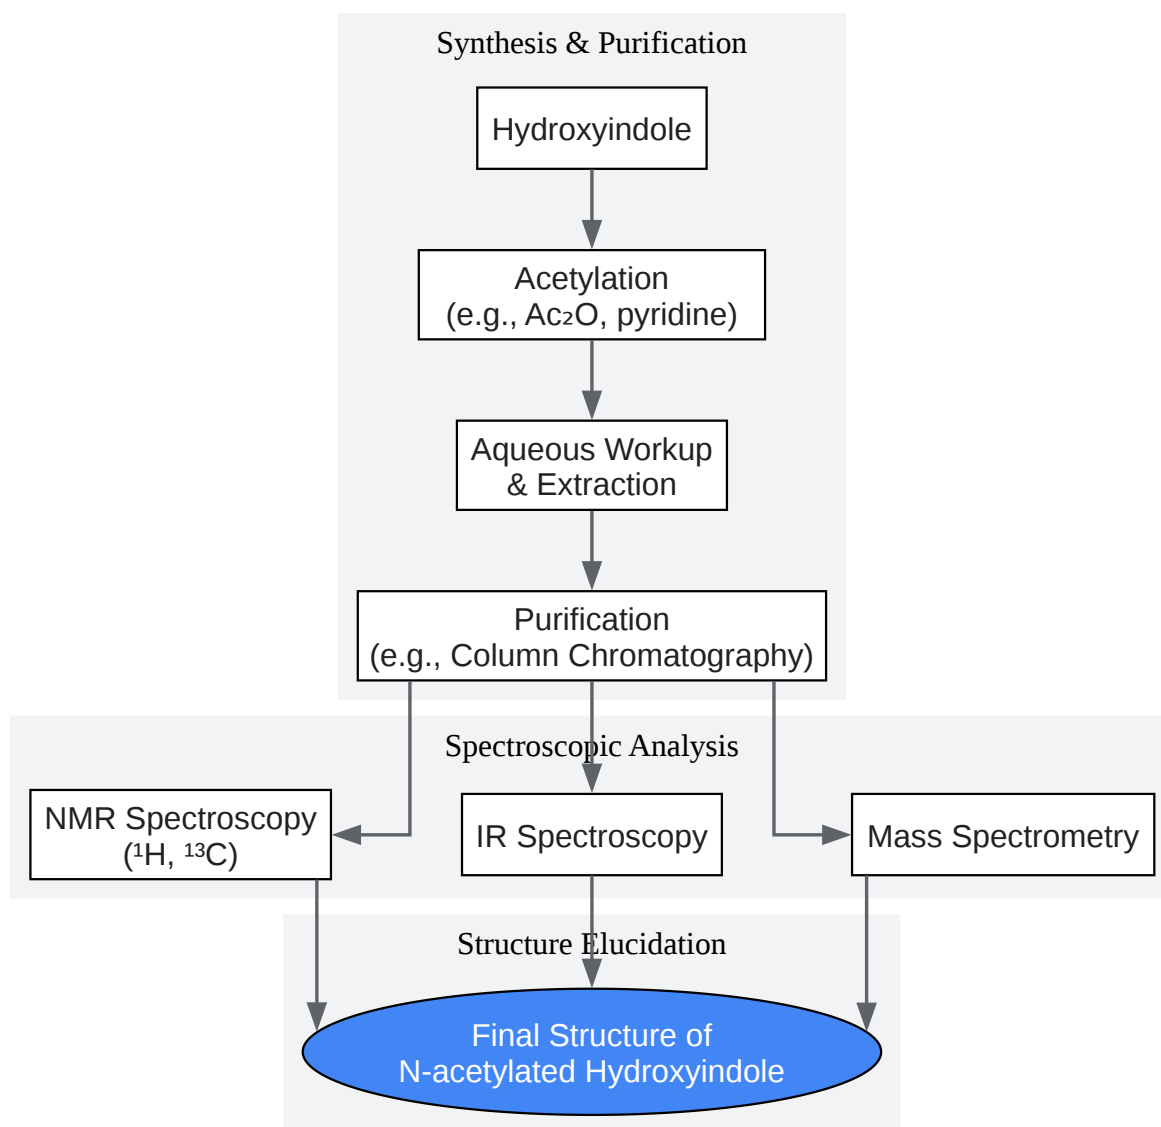 Synthesis & Purification
Hydroxyindole
Acetylation
(e.g., Ac₂O, pyridine)
Aqueous Workup
& Extraction
Purification
(e.g., Column Chromatography)
Spectroscopic Analysis
NMR Spectroscopy
(¹H, ¹³C)
IR Spectroscopy
Mass Spectrometry
Structure Elucidation
Final Structure of
N-acetylated Hydroxyindole